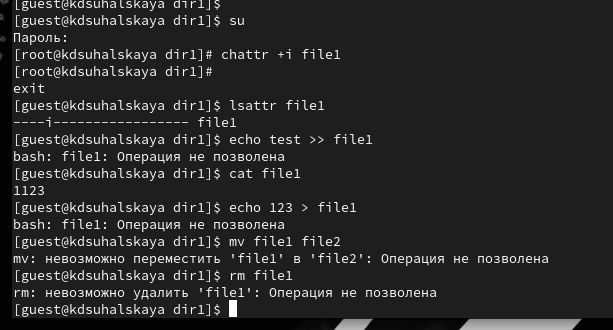 [guest@kdsuhalskaya dir1]$
[guest@kdsuhalskaya dir1]$ su
Пароль:
[root@kdsuhalskaya dir1]# chattr +i file1
[root@kdsuhalskaya dir1]#
exit
[guest@kdsuhalskaya dir1]$ lsattr file1
----i----------------- file1
[guest@kdsuhalskaya dir1]$ echo test >> file1
bash: file1: Операция не позволена
[guest@kdsuhalskaya dir1]$ cat file1
1123
[guest@kdsuhalskaya dir1]$ echo 123 > file1
bash: file1: Операция не позволена
[guest@kdsuhalskaya dir1]$ mv file1 file2
mv: невозможно переместить 'file1' в 'file2': Операция не позволена
[guest@kdsuhalskaya dir1]$ rm file1
rm: невозможно удалить 'file1': Операция не позволена
[guest@kdsuhalskaya dir1]$